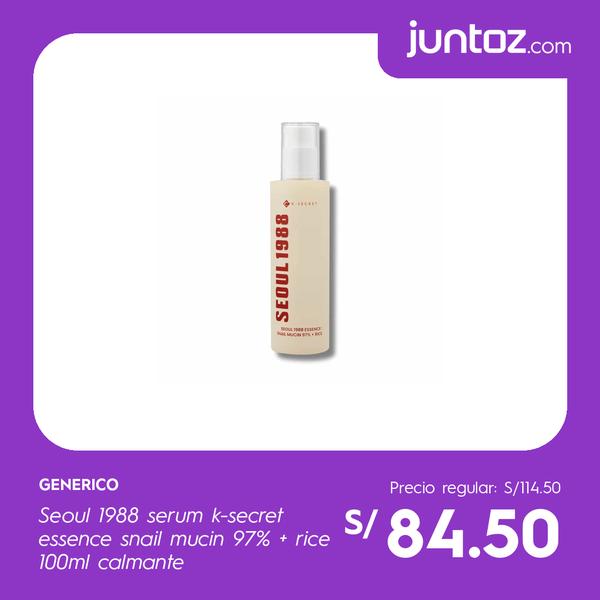 juntoz.com
K-SECRET
SEOUL 1988
SEOUL 1988 ESSENCE
SNAIL MUCIN 97% + RICE
GENERICO
Precio regular: S/114.50
Seoul 1988 serum k-secret
essence snail mucin 97% + rice
100ml calmante
S/ 84.50